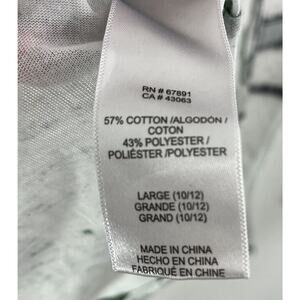 RN # 67891
CA # 43063
57% COTTON /ALGODÓN /
COTON
43% POLYESTER /
POLIÉSTER /POLYESTER
LARGE (10/12)
GRANDE (10/12)
GRAND (10/12)
MADE IN CHINA
HECHO EN CHINA
FABRIQUÉ EN CHINE